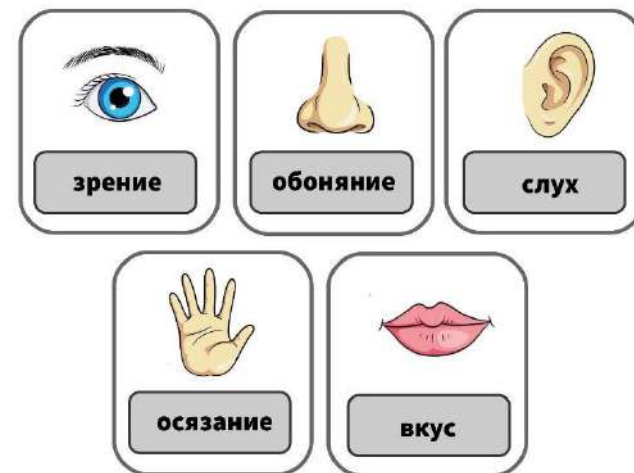 зрение
обоняние
слух
осязание
вкус